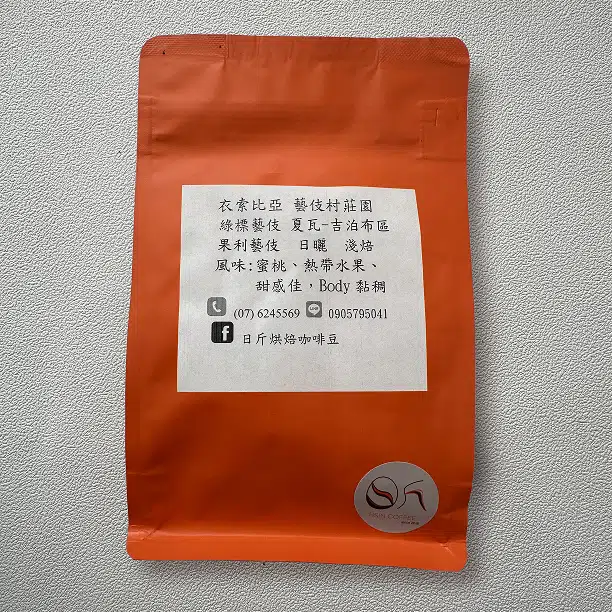 衣索比亞 藝伎村莊園
綠標藝伎 夏瓦-吉泊布區
果利藝伎 日曬 淺焙
風味:蜜桃、熱帶水果、
甜感佳，Body 黏稠
(07) 6245569 LINE 0905795041
f 日斤烘焙咖啡豆